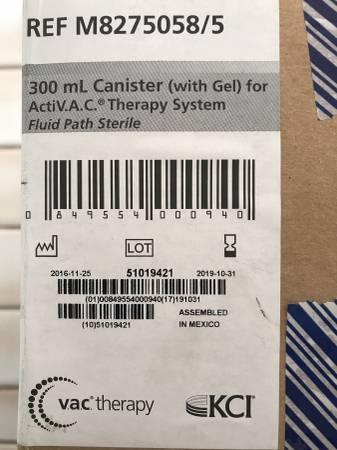 REF M8275058/5
300 mL Canister (with Gel) for
ActiV.A.C.® Therapy System
Fluid Path Sterile
0 849554 000940
LOT
2016-11-25 51019421 2019-10-31
(01)00849554000940(17)191031
(10)51019421
ASSEMBLED
IN MEXICO
v.a.c.® therapy
KCI